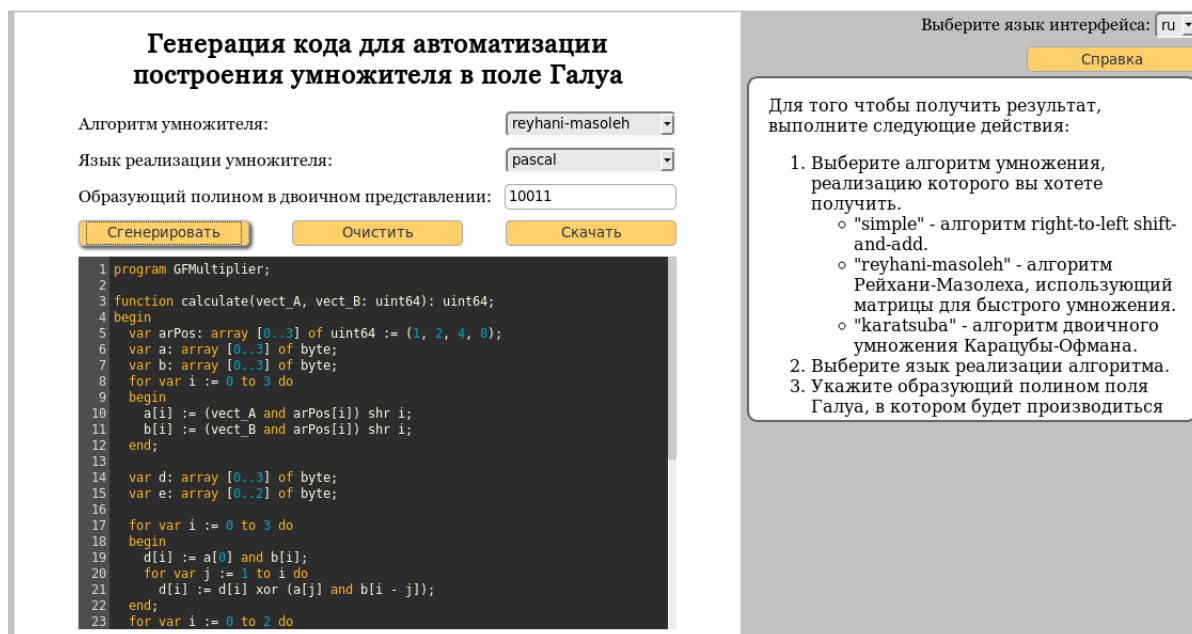 Генерация кода для автоматизации
построения умножителя в поле Галуа
Алгоритм умножителя:
reyhani-masoleh
Язык реализации умножителя:
pascal
Образующий полином в двоичном представлении:
10011
Сгенерировать
Очистить
Скачать
1 program GFMultiplier;
2
3 function calculate(vect_A, vect_B: uint64): uint64;
4 begin
5   var arPos: array [0..3] of uint64 := (1, 2, 4, 8);
6   var a: array [0..3] of byte;
7   var b: array [0..3] of byte;
8   for var i := 0 to 3 do
9   begin
10     a[i] := (vect_A and arPos[i]) shr i;
11     b[i] := (vect_B and arPos[i]) shr i;
12   end;
13
14   var d: array [0..3] of byte;
15   var e: array [0..2] of byte;
16
17   for var i := 0 to 3 do
18   begin
19     d[i] := a[0] and b[i];
20     for var j := 1 to i do
21       d[i] := d[i] xor (a[j] and b[i - j]);
22   end;
23   for var i := 0 to 2 do
Выберите язык интерфейса:
ru
Справка
Для того чтобы получить результат,
выполните следующие действия:
1. Выберите алгоритм умножения,
реализацию которого вы хотете
получить.
"simple" - алгоритм right-to-left shift-
and-add.
"reyhani-masoleh" - алгоритм
Рейхани-Мазолеха, использующий
матрицы для быстрого умножения.
"karatsuba" - алгоритм двоичного
умножения Карацубы-Офмана.
2. Выберите язык реализации алгоритма.
3. Укажите образующий полином поля
Галуа, в котором будет производиться